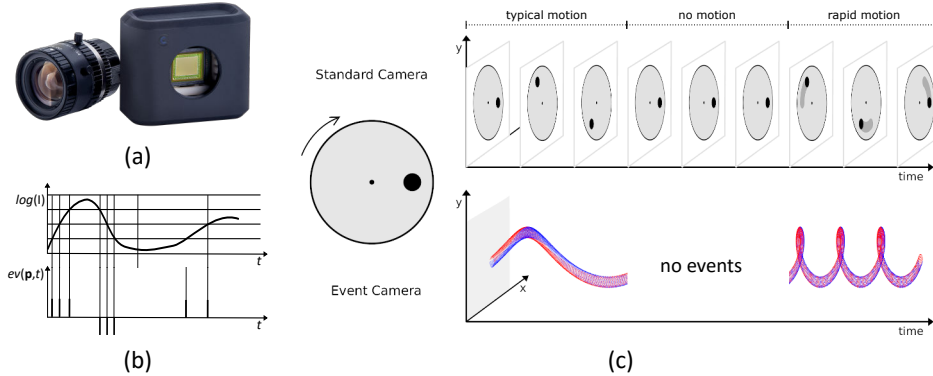 (a)
log(I)
t
ev(p,t)
t
(b)
Standard Camera
Event Camera
typical motion
no motion
rapid motion
y
time
y
x
no events
time
(c)